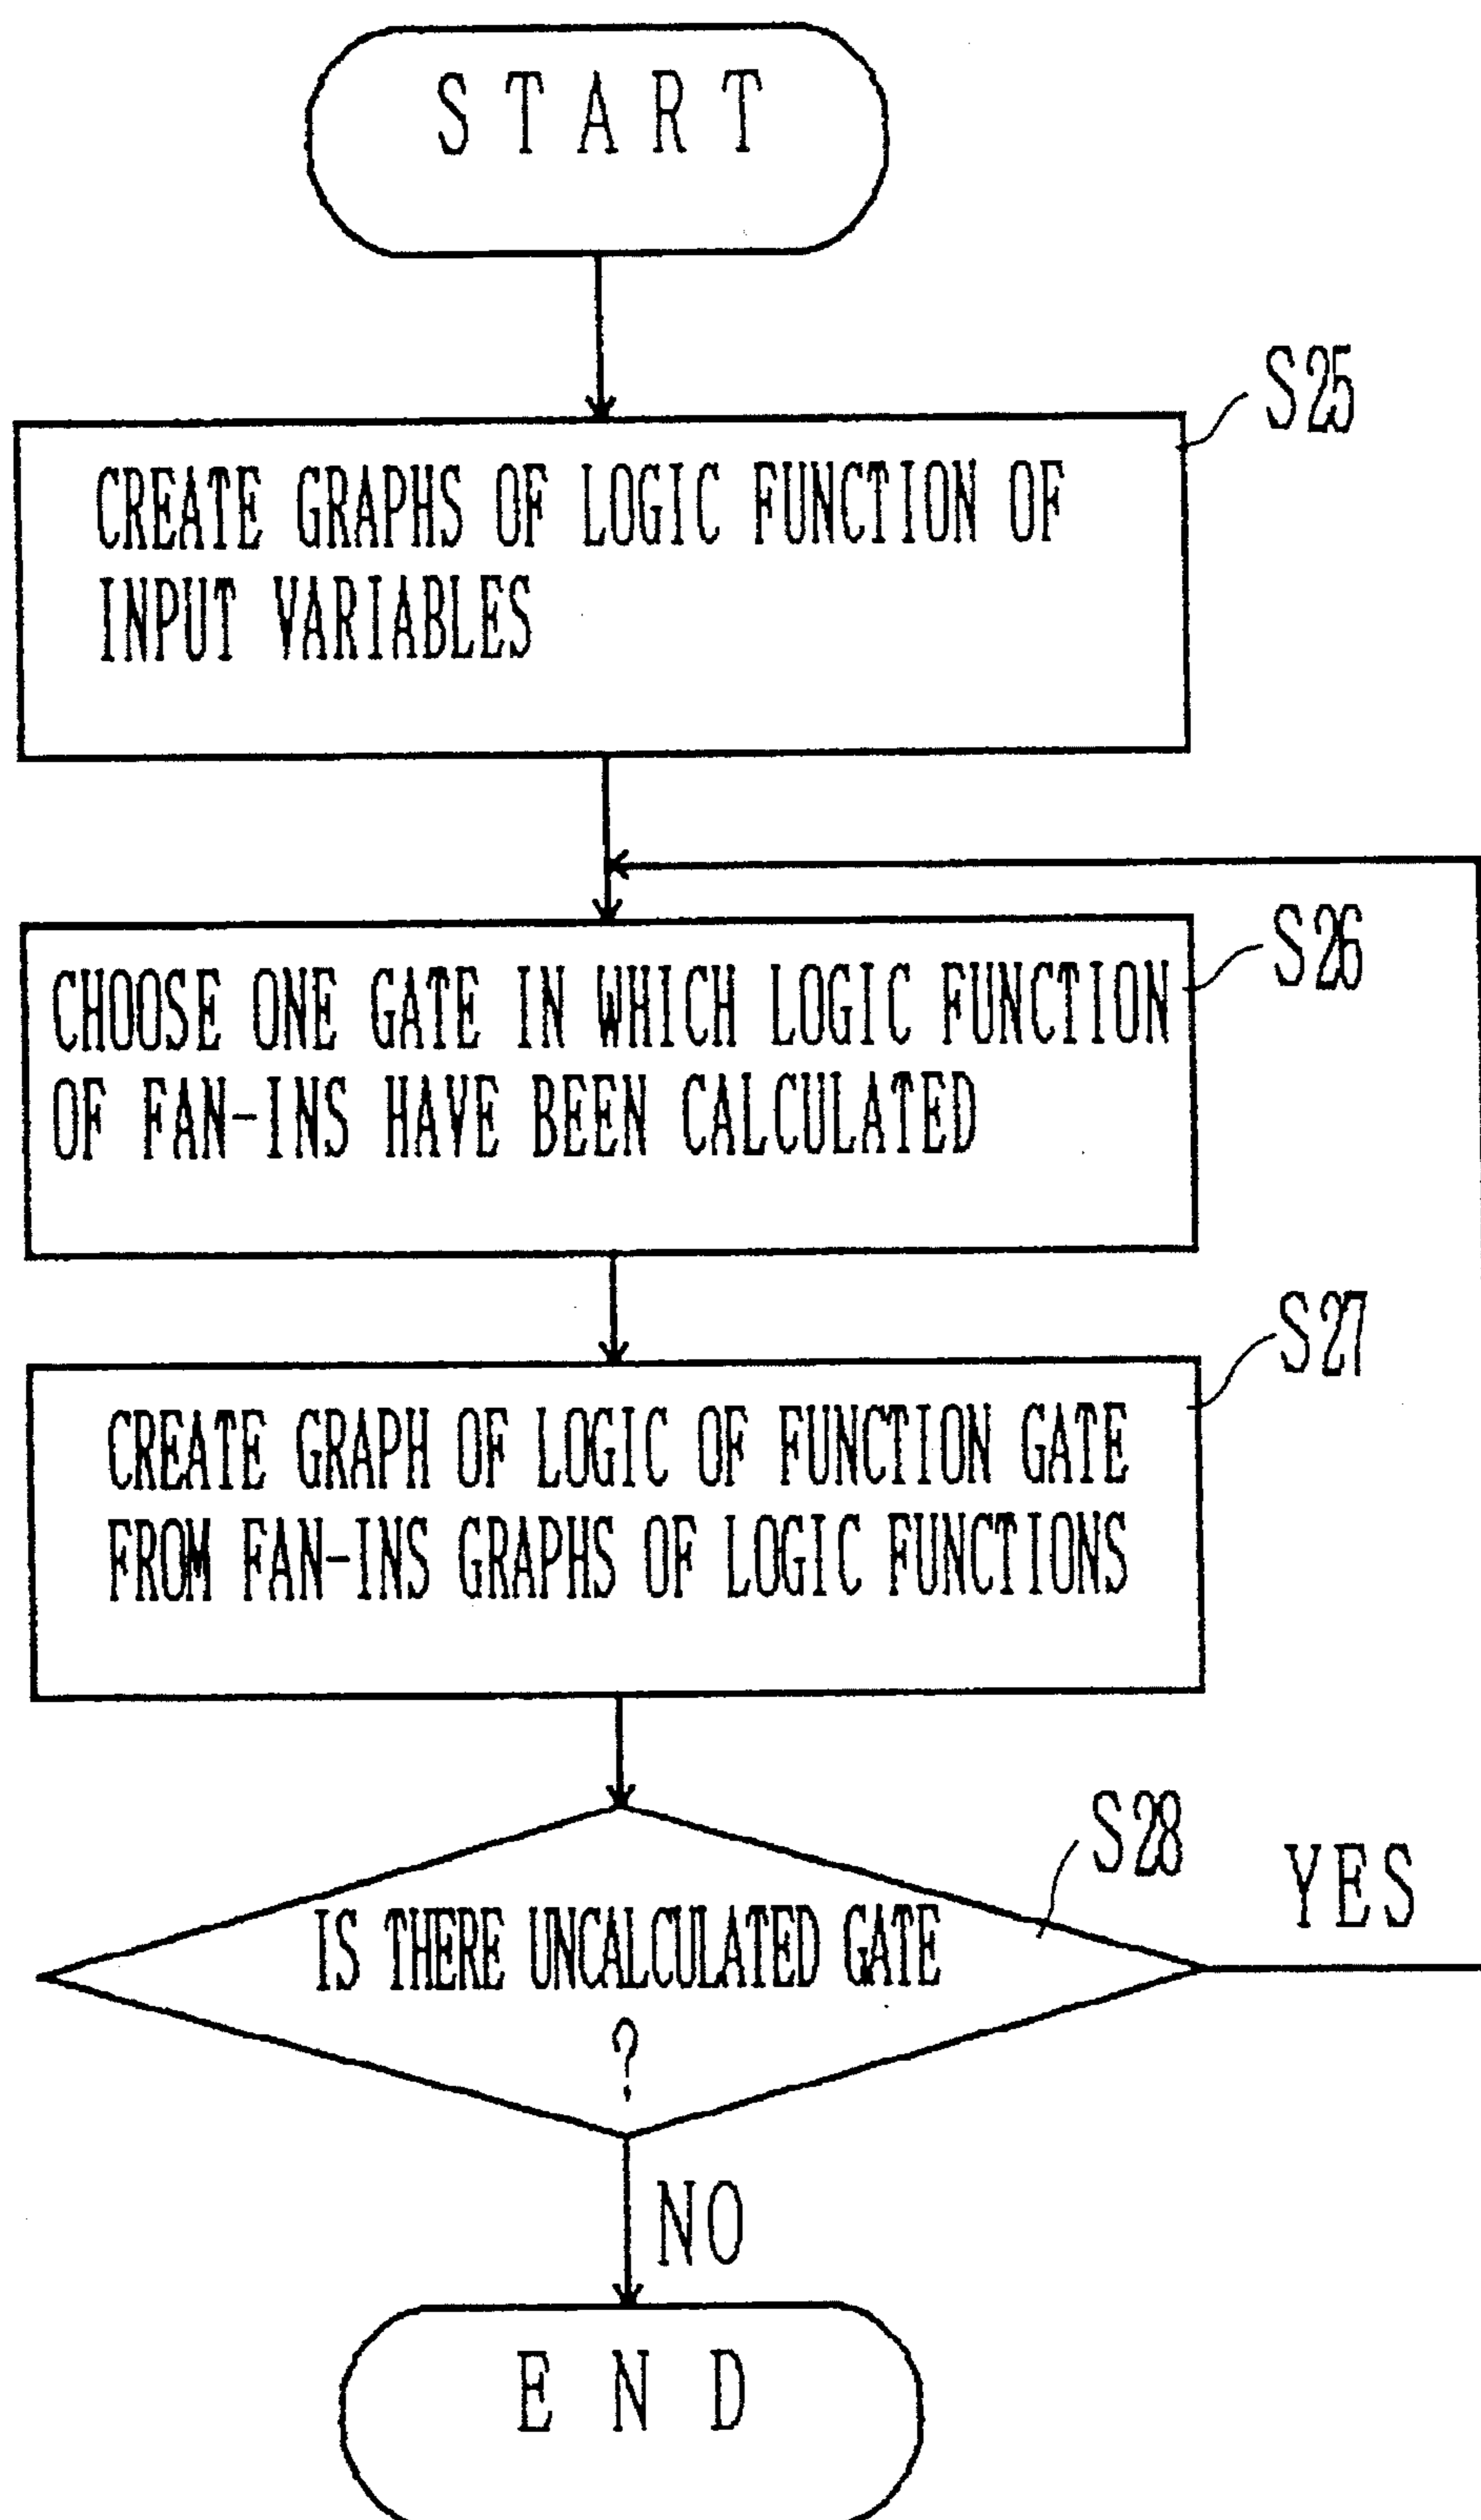 START
S25
CREATE GRAPHS OF LOGIC FUNCTION OF
INPUT VARIABLES
S26
CHOOSE ONE GATE IN WHICH LOGIC FUNCTION
OF FAN-INS HAVE BEEN CALCULATED
S27
CREATE GRAPH OF LOGIC OF FUNCTION GATE
FROM FAN-INS GRAPHS OF LOGIC FUNCTIONS
S28
YES
IS THERE UNCALCULATED GATE
?
NO
END